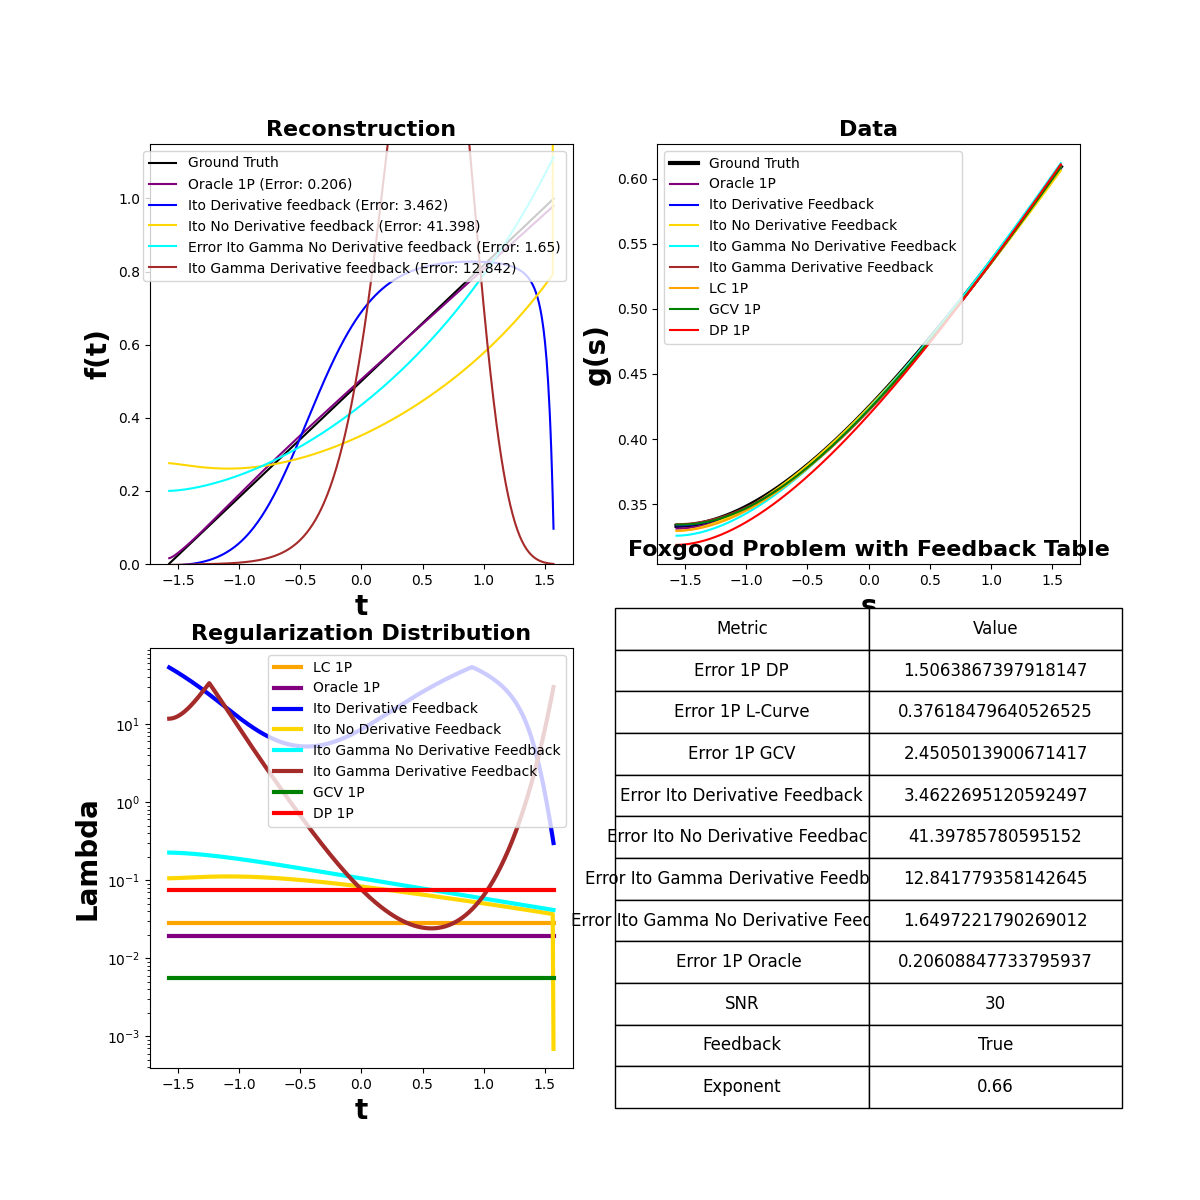 Reconstruction
Ground Truth
Oracle 1P (Error: 0.206)
Ito Derivative feedback (Error: 3.462)
Ito No Derivative feedback (Error: 41.398)
Error Ito Gamma No Derivative feedback (Error: 1.65)
Ito Gamma Derivative feedback (Error: 12.842)
f(t)
1.0
0.8
0.6
0.4
0.2
0.0
−1.5 −1.0 −0.5 0.0 0.5 1.0 1.5
t
Data
Ground Truth
Oracle 1P
Ito Derivative Feedback
Ito No Derivative Feedback
Ito Gamma No Derivative Feedback
Ito Gamma Derivative Feedback
LC 1P
GCV 1P
DP 1P
g(s)
0.60
0.55
0.50
0.45
0.40
0.35
−1.5 −1.0 −0.5 0.0 0.5 1.0 1.5
s
Regularization Distribution
LC 1P
Oracle 1P
Ito Derivative Feedback
Ito No Derivative Feedback
Ito Gamma No Derivative Feedback
Ito Gamma Derivative Feedback
GCV 1P
DP 1P
Lambda
10^1
10^0
10^−1
10^−2
10^−3
−1.5 −1.0 −0.5 0.0 0.5 1.0 1.5
t
Foxgood Problem with Feedback Table
Metric Value
Error 1P DP 1.5063867397918147
Error 1P L-Curve 0.37618479640526525
Error 1P GCV 2.4505013900671417
Error Ito Derivative Feedback 3.4622695120592497
Error Ito No Derivative Feedbac 41.39785780595152
Error Ito Gamma Derivative Feedb 12.841779358142645
Error Ito Gamma No Derivative Feed 1.6497221790269012
Error 1P Oracle 0.20608847733795937
SNR 30
Feedback True
Exponent 0.66